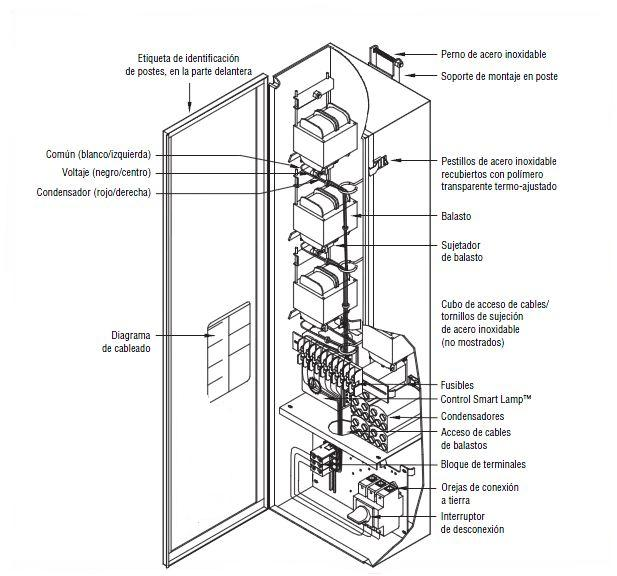 Etiqueta de identificación
de postes, en la parte delantera
Común (blanco/izquierda)
Voltaje (negro/centro)
Condensador (rojo/derecha)
Diagrama
de cableado
Perno de acero inoxidable
Soporte de montaje en poste
Pestillos de acero inoxidable
recubiertos con polímero
transparente termo-ajustado
Balasto
Sujetador
de balasto
Cubo de acceso de cables/
tornillos de sujeción
de acero inoxidable
(no mostrados)
Fusibles
Control Smart Lamp™
Condensadores
Acceso de cables
de balastos
Bloque de terminales
Orejas de conexión
a tierra
Interruptor
de desconexión